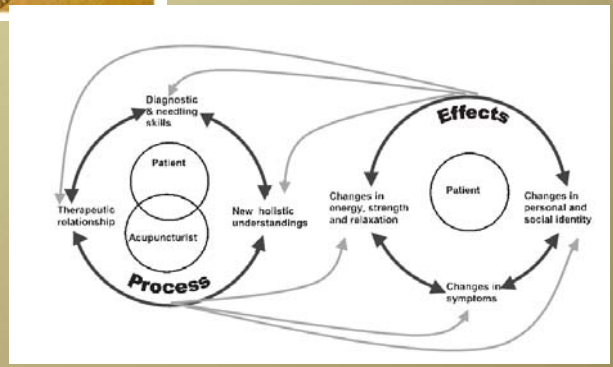 Diagnostic
& needling
skills
Patient
Therapeutic
relationship
New holistic
understandings
Acupuncturist
Process
Effects
Patient
Changes in
energy, strength
and relaxation
Changes in
personal and
social identity
Changes in
symptoms